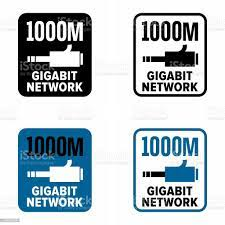 1000M 1000M
GIGABIT GIGABIT
NETWORK NETWORK
1000M 1000M
GIGABIT GIGABIT
NETWORK NETWORK
iStock